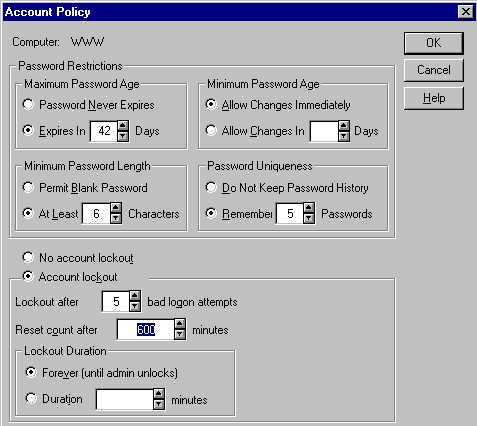 Account Policy
Computer: WWW
OK
Cancel
Help
Password Restrictions
Maximum Password Age
Password Never Expires
Expires In 42 Days
Minimum Password Age
Allow Changes Immediately
Allow Changes In Days
Minimum Password Length
Permit Blank Password
At Least 6 Characters
Password Uniqueness
Do Not Keep Password History
Remember 5 Passwords
No account lockout
Account lockout
Lockout after 5 bad logon attempts
Reset count after 600 minutes
Lockout Duration
Forever (until admin unlocks)
Duration minutes